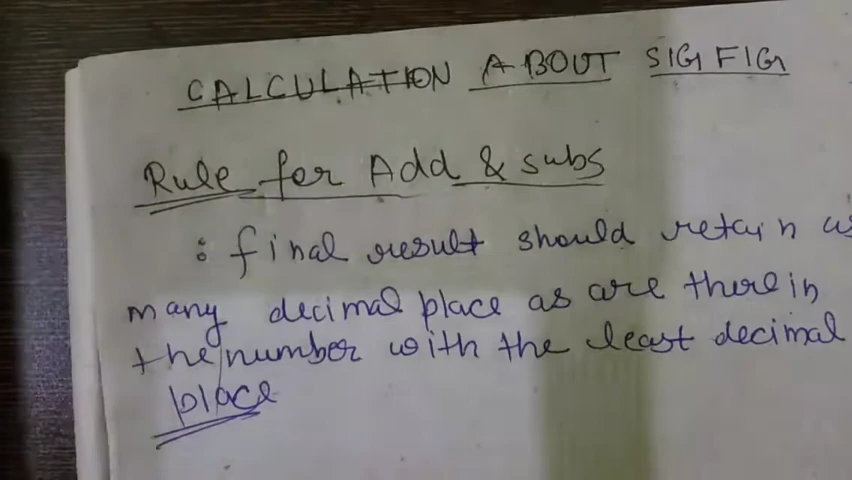 CALCULATION ABOUT SIG FIG
Rule for Add & subs
: final result should retain as
many decimal place as are there in
the number with the least decimal
place